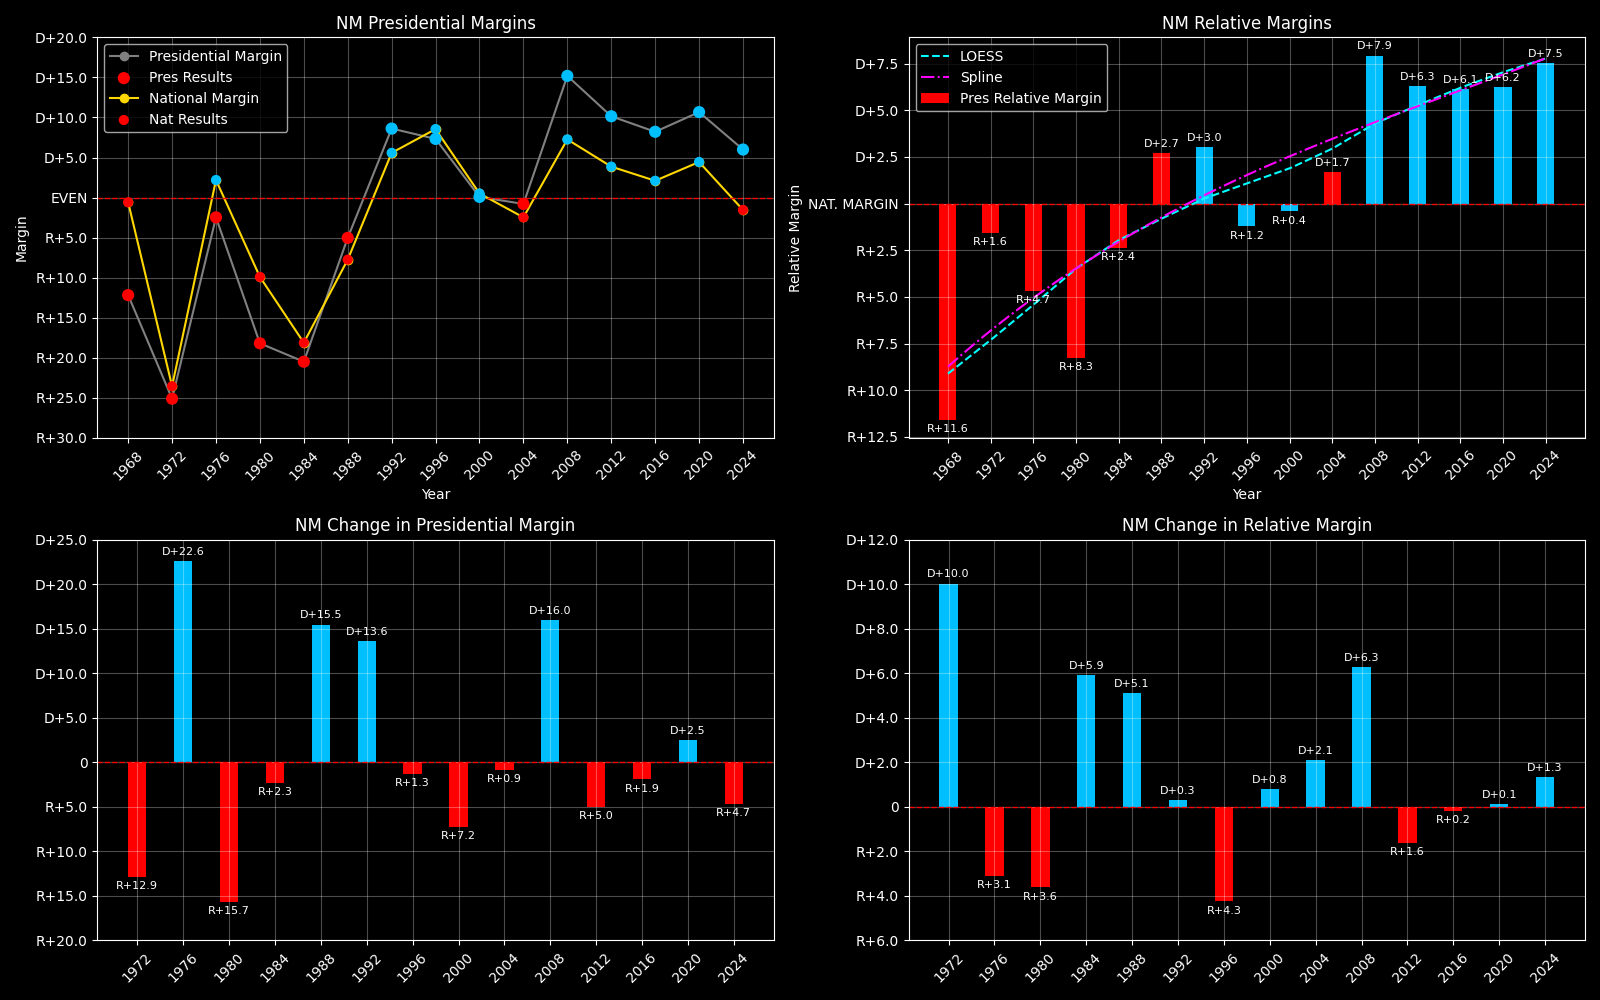 NM Presidential Margins
D+20.0
D+15.0
D+10.0
D+5.0
EVEN
R+5.0
R+10.0
R+15.0
R+20.0
R+25.0
R+30.0
Margin
Presidential Margin
Pres Results
National Margin
Nat Results
1968 1972 1976 1980 1984 1988 1992 1996 2000 2004 2008 2012 2016 2020 2024
Year
NM Relative Margins
D+7.5
D+5.0
D+2.5
NAT. MARGIN
R+2.5
R+5.0
R+7.5
R+10.0
R+12.5
Relative Margin
LOESS
Spline
Pres Relative Margin
R+11.6
R+1.6
R+4.7
R+8.3
R+2.4
D+2.7
D+3.0
R+1.2
R+0.4
D+1.7
D+7.9
D+6.3
D+6.1
D+6.2
D+7.5
1968 1972 1976 1980 1984 1988 1992 1996 2000 2004 2008 2012 2016 2020 2024
Year
NM Change in Presidential Margin
D+25.0
D+20.0
D+15.0
D+10.0
D+5.0
0
R+5.0
R+10.0
R+15.0
R+20.0
R+12.9
D+22.6
R+15.7
R+2.3
D+15.5
D+13.6
R+1.3
R+7.2
R+0.9
D+16.0
R+5.0
R+1.9
D+2.5
R+4.7
1972 1976 1980 1984 1988 1992 1996 2000 2004 2008 2012 2016 2020 2024
NM Change in Relative Margin
D+12.0
D+10.0
D+8.0
D+6.0
D+4.0
D+2.0
0
R+2.0
R+4.0
R+6.0
D+10.0
R+3.1
R+3.6
D+5.9
D+5.1
D+0.3
R+4.3
D+0.8
D+2.1
D+6.3
R+1.6
R+0.2
D+0.1
D+1.3
1972 1976 1980 1984 1988 1992 1996 2000 2004 2008 2012 2016 2020 2024